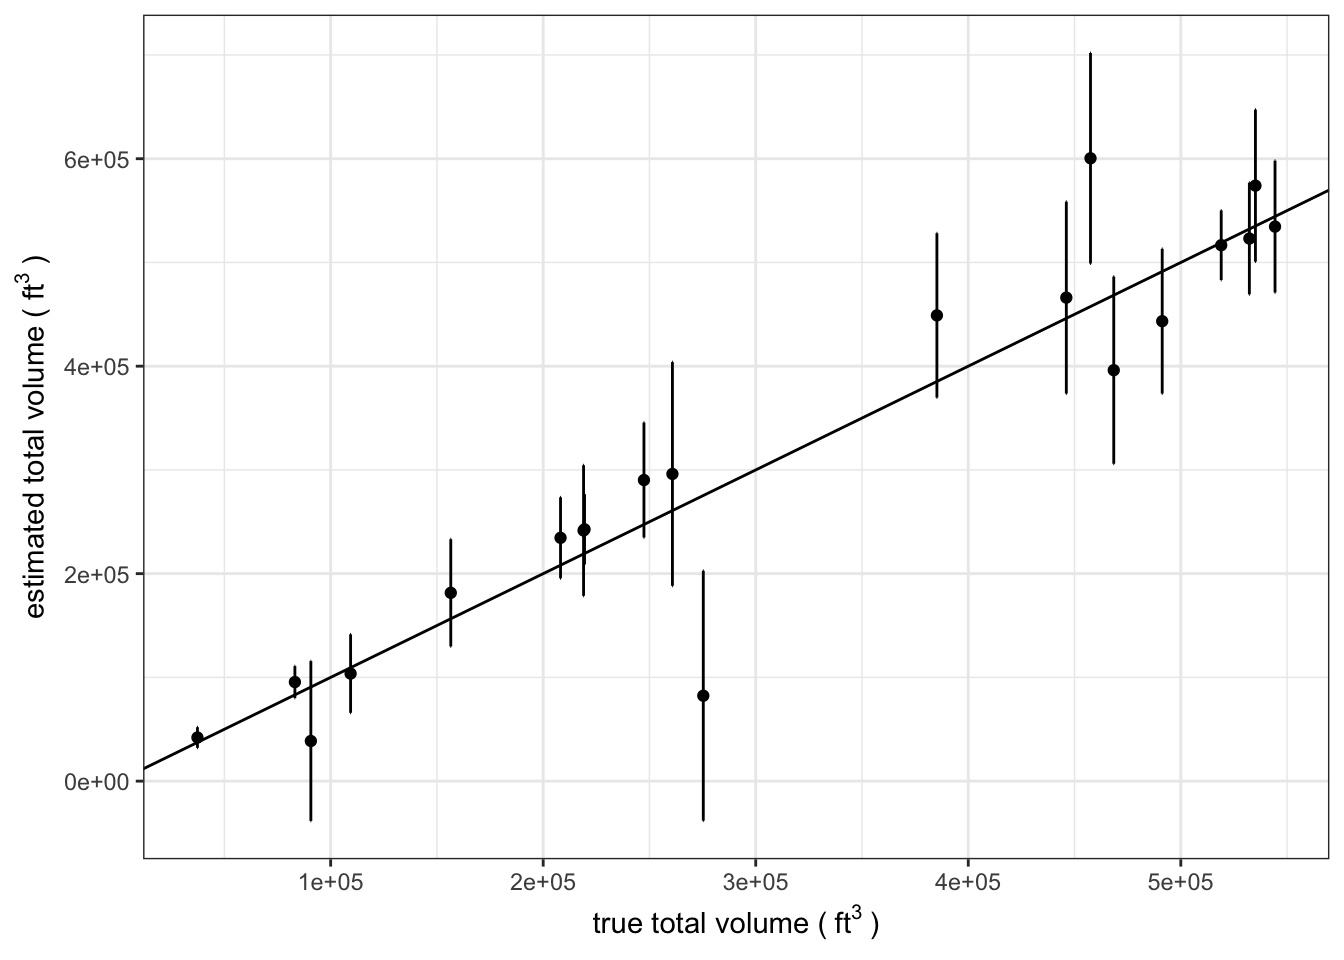 6e+05
4e+05
2e+05
0e+00
estimated total volume ( ft³ )
1e+05 2e+05 3e+05 4e+05 5e+05
true total volume ( ft³ )